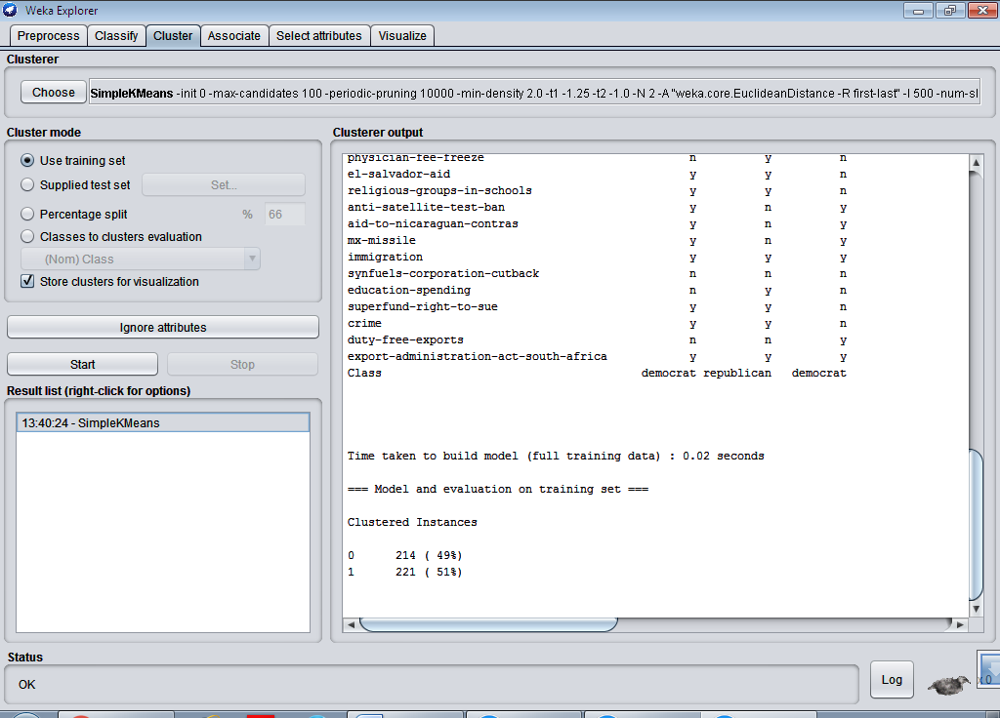 Weka Explorer
Preprocess Classify Cluster Associate Select attributes Visualize
Clusterer
Choose SimpleKMeans -init 0 -max-candidates 100 -periodic-pruning 10000 -min-density 2.0 -t1 -1.25 -t2 -1.0 -N 2 -A "weka.core.EuclideanDistance -R first-last" -I 500 -num-sl
Cluster mode
Use training set
Supplied test set Set...
Percentage split % 66
Classes to clusters evaluation
(Nom) Class
Store clusters for visualization
Ignore attributes
Start Stop
Result list (right-click for options)
13:40:24 - SimpleKMeans
Clusterer output
physician-fee-freeze n y n
el-salvador-aid y y n
religious-groups-in-schools y y n
anti-satellite-test-ban y n y
aid-to-nicaraguan-contras y n y
mx-missile y n y
immigration y y y
synfuels-corporation-cutback n n n
education-spending n y n
superfund-right-to-sue y y n
crime y y n
duty-free-exports n n y
export-administration-act-south-africa y y y
Class democrat republican democrat
Time taken to build model (full training data) : 0.02 seconds
=== Model and evaluation on training set ===
Clustered Instances
0 214 ( 49%)
1 221 ( 51%)
Status
OK
Log
x 0